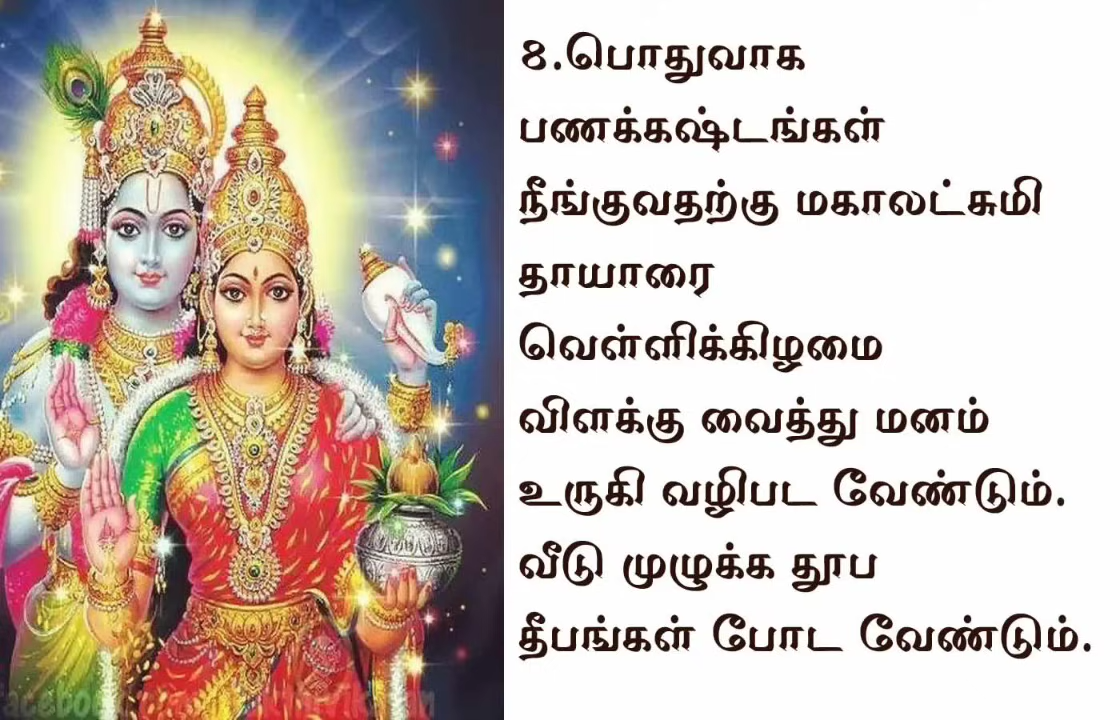 8.பொதுவாக
பணக்கஷ்டங்கள்
நீங்குவதற்கு மகாலட்சுமி
தாயாரை
வெள்ளிக்கிழமை
விளக்கு வைத்து மனம்
உருகி வழிபட வேண்டும்.
வீடு முழுக்க தூப
தீபங்கள் போட வேண்டும்.